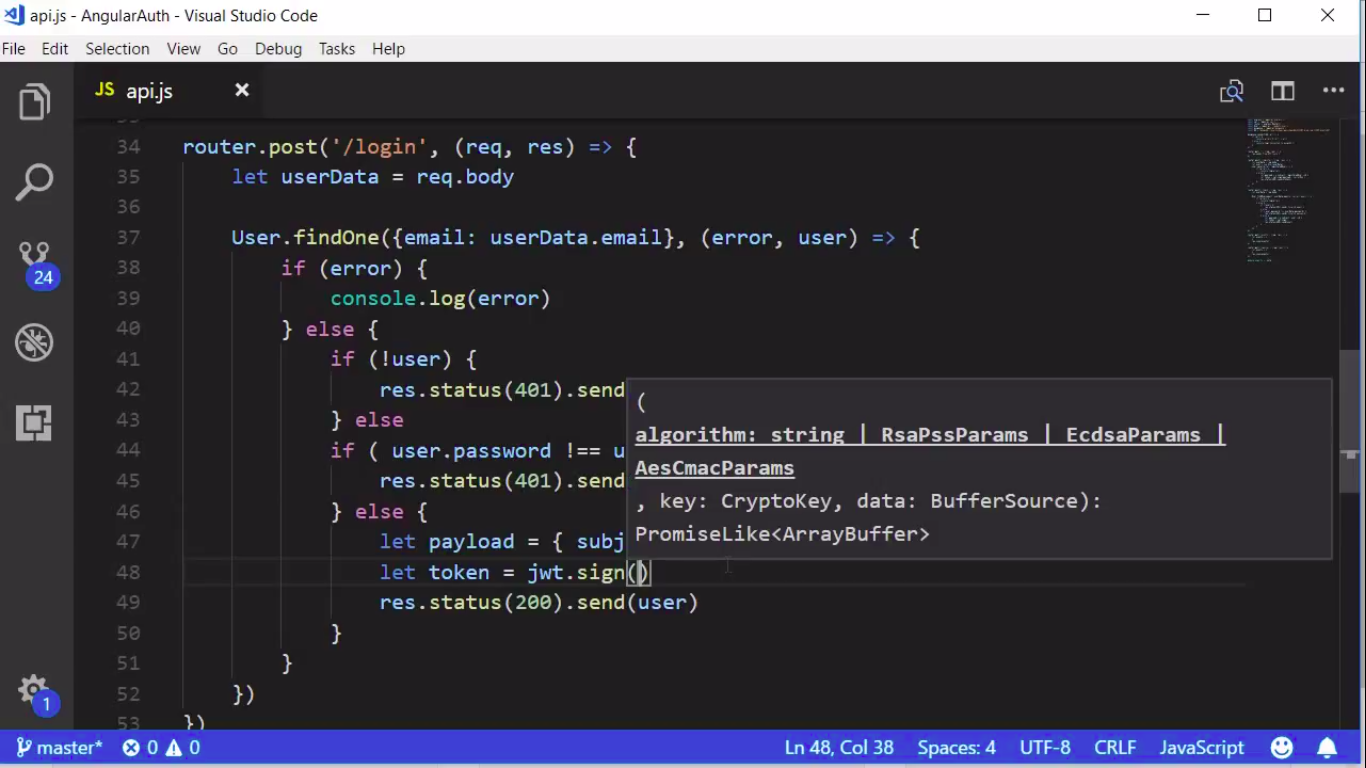 api.js - AngularAuth - Visual Studio Code
File Edit Selection View Go Debug Tasks Help
JS api.js
34 router.post('/login', (req, res) => {
35 let userData = req.body
36
37 User.findOne({email: userData.email}, (error, user) => {
38 if (error) {
39 console.log(error)
40 } else {
41 if (!user) {
42 res.status(401).send
43 } else
44 if ( user.password !== u
45 res.status(401).send
46 } else {
47 let payload = { subj
48 let token = jwt.sign()
49 res.status(200).send(user)
50 }
51 }
52 })
53 })
(
algorithm: string | RsaPssParams | EcdsaParams |
AesCmacParams
, key: CryptoKey, data: BufferSource):
PromiseLike<ArrayBuffer>
24
1
master* 0 0 Ln 48, Col 38 Spaces: 4 UTF-8 CRLF JavaScript